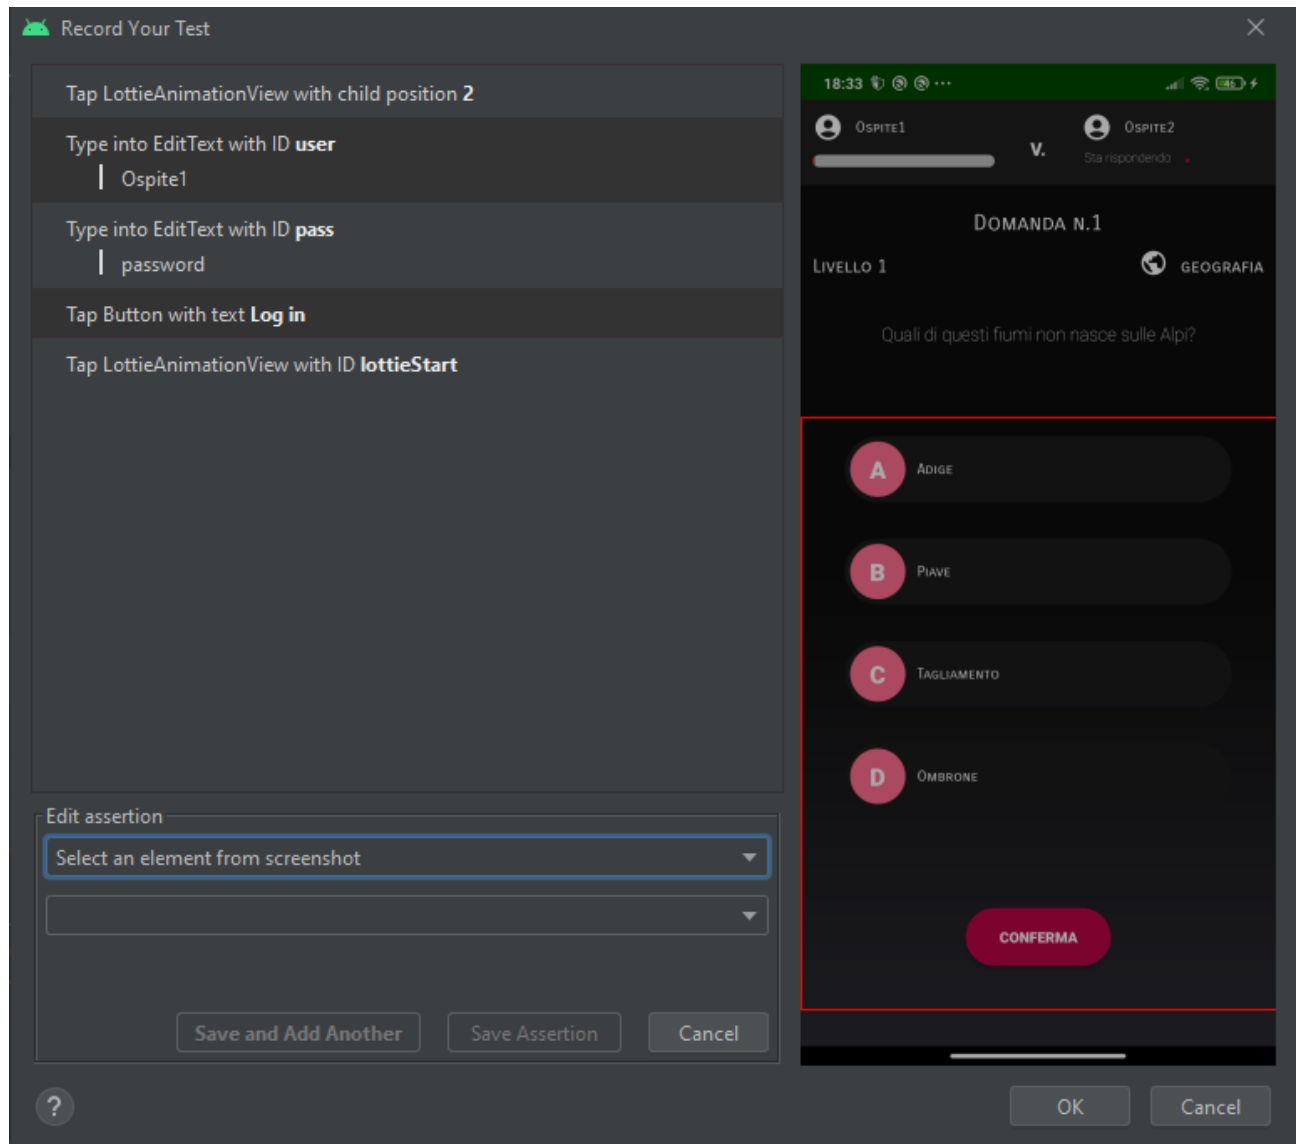 Record Your Test
Tap LottieAnimationView with child position 2
Type into EditText with ID user
Ospite1
Type into EditText with ID pass
password
Tap Button with text Log in
Tap LottieAnimationView with ID lottieStart
Edit assertion
Select an element from screenshot
Save and Add Another
Save Assertion
Cancel
18:33
46
Ospite1
V.
Ospite2
Sta rispondendo
Domanda n.1
Livello 1
geografia
Quali di questi fiumi non nasce sulle Alpi?
A Adige
B Piave
C Tagliamento
D Ombrone
CONFERMA
?
OK
Cancel